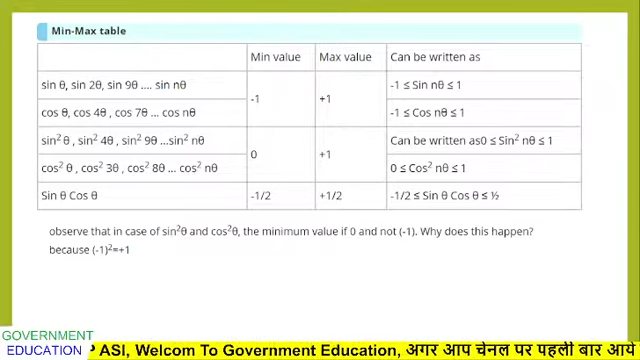 Min-Max table
Min value Max value Can be written as
sin θ, sin 2θ, sin 9θ .... sin nθ -1 +1 -1 ≤ Sin nθ ≤ 1
cos θ, cos 4θ , cos 7θ ... cos nθ -1 ≤ Cos nθ ≤ 1
sin² θ , sin² 4θ , sin² 9θ ...sin² nθ 0 +1 Can be written as0 ≤ Sin² nθ ≤ 1
cos² θ , cos² 3θ , cos² 8θ ... cos² nθ 0 ≤ Cos² nθ ≤ 1
Sin θ Cos θ -1/2 +1/2 -1/2 ≤ Sin θ Cos θ ≤ ½
observe that in case of sin²θ and cos²θ, the minimum value if 0 and not (-1). Why does this happen?
because (-1)²=+1
GOVERNMENT
EDUCATION
P ASI, Welcom To Government Education, अगर आप चेनल पर पहली बार आये